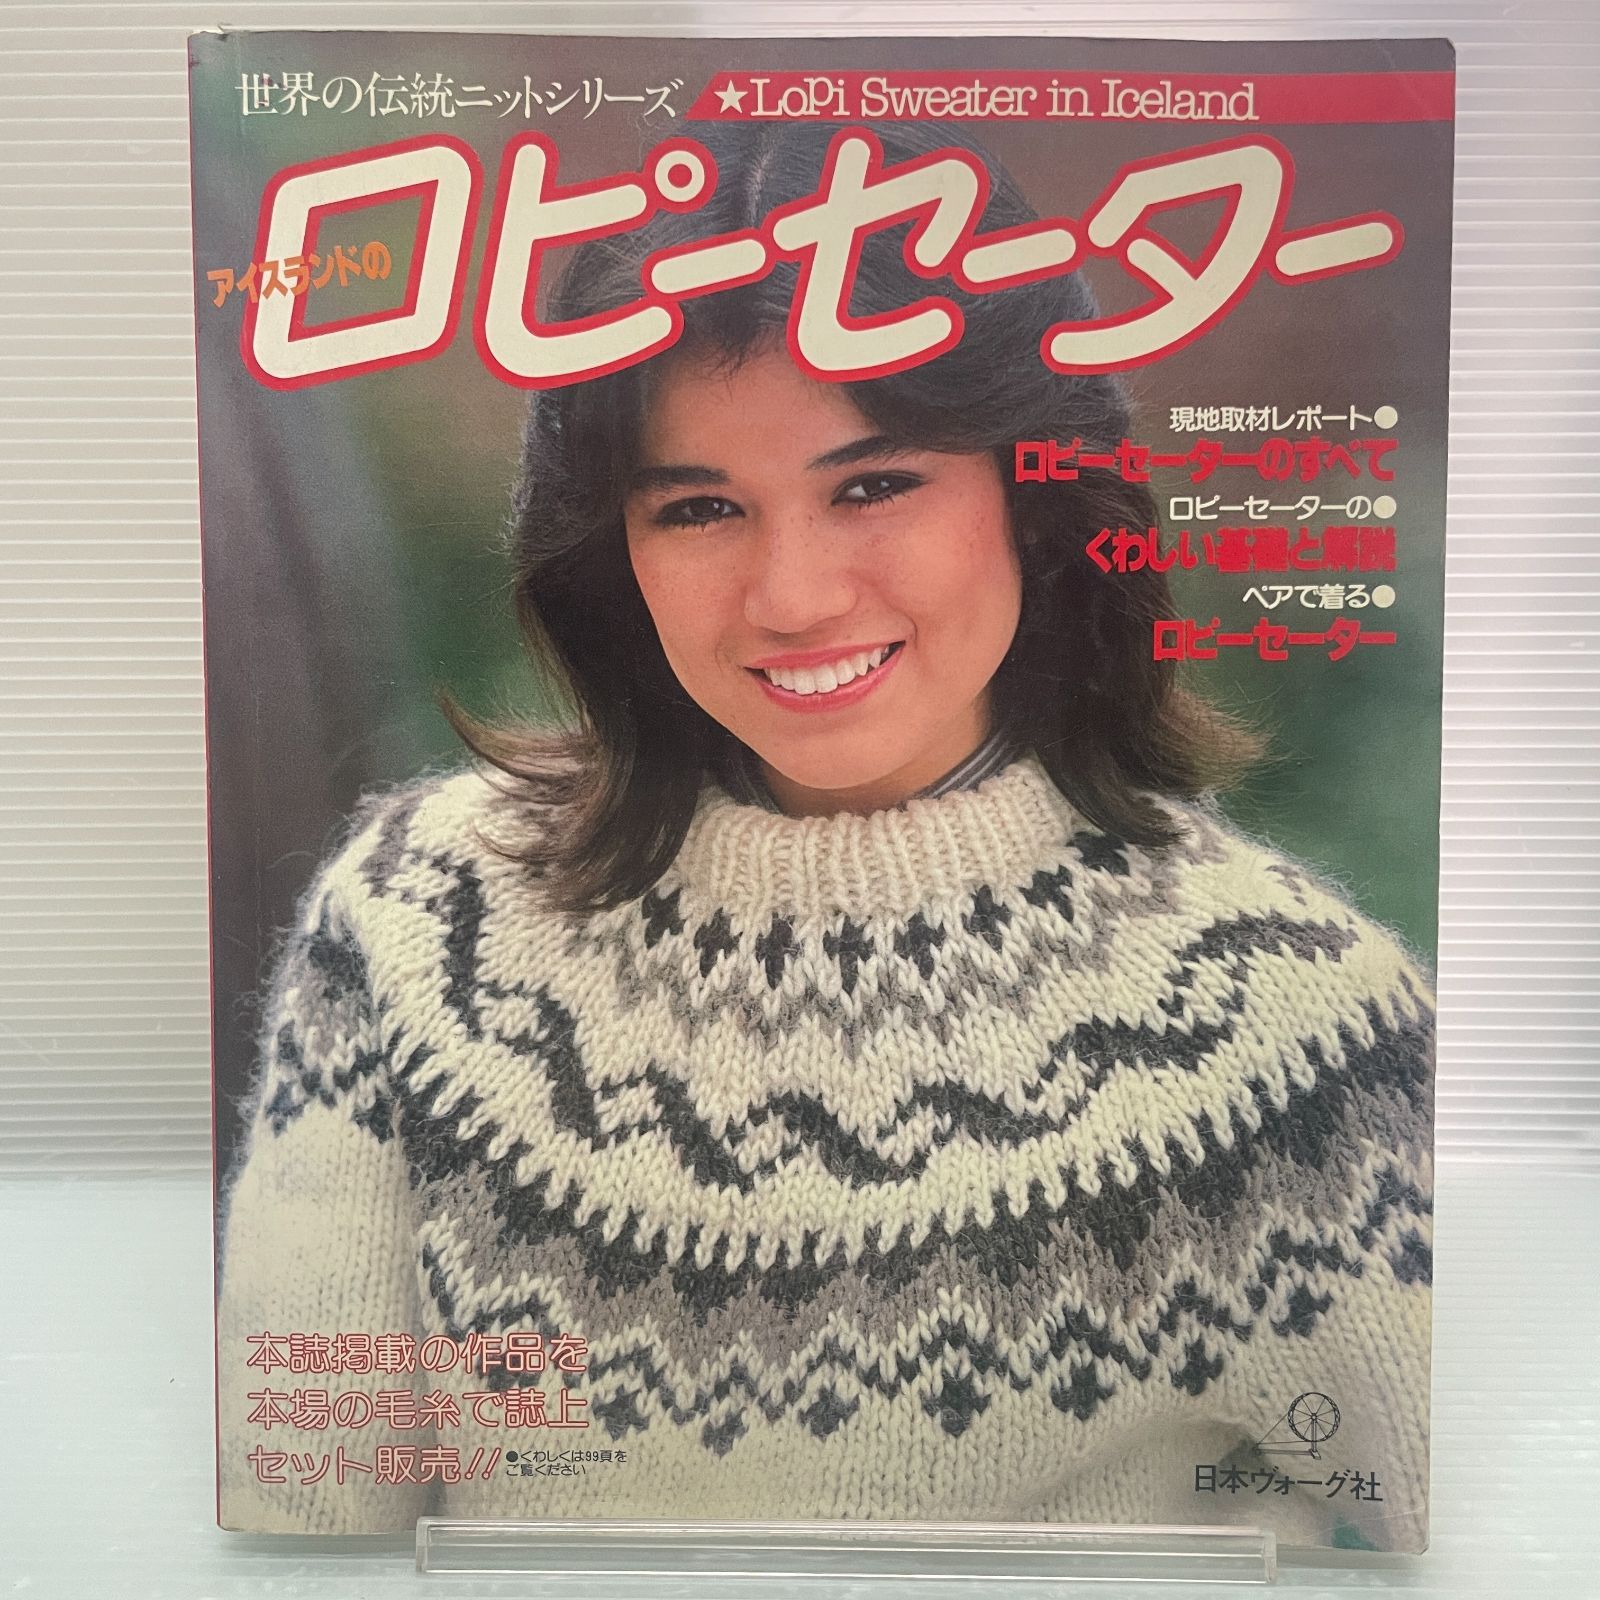 世界の伝統ニットシリーズ
★Lopi Sweater in Iceland
アイスランドの
ロピーセーター
現地取材レポート●
ロピーセーターのすべて
ロピーセーターの●
くわしい基礎と解説
ペアで着る●
ロピーセーター
本誌掲載の作品を
本場の毛糸で誌上
セット販売!!
●くわしくは99頁を
ご覧ください
日本ヴォーグ社